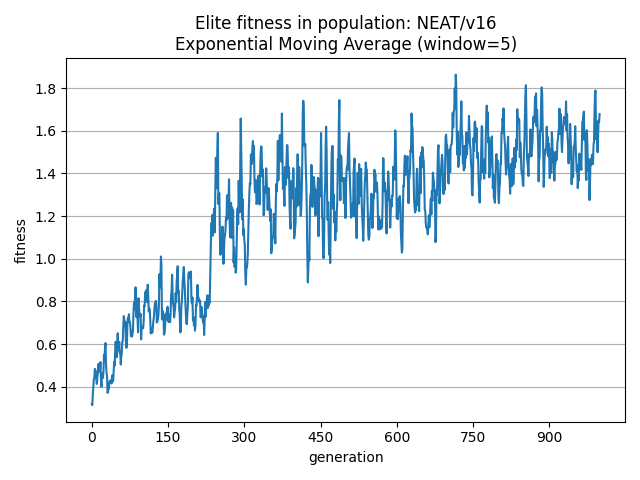 Elite fitness in population: NEAT/v16
Exponential Moving Average (window=5)
fitness
1.8
1.6
1.4
1.2
1.0
0.8
0.6
0.4
0 150 300 450 600 750 900
generation